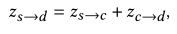 z_{s→d} = z_{s→c} + z_{c→d},